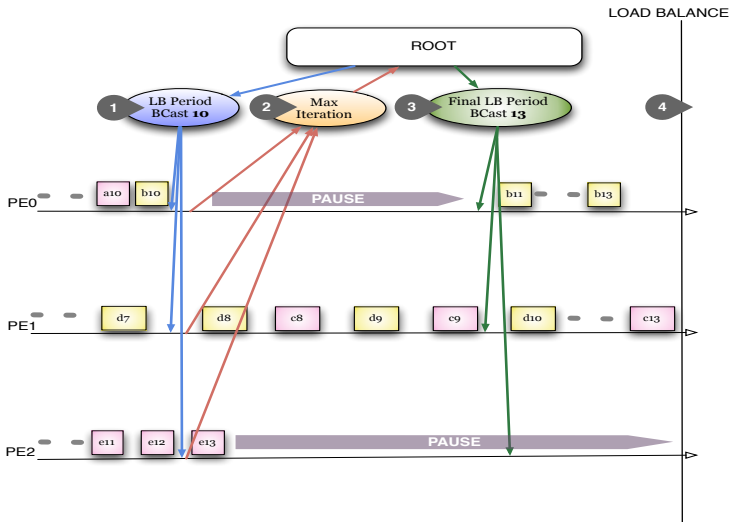 LOAD BALANCE
ROOT
1
LB Period
BCast 10
2
Max
Iteration
3
Final LB Period
BCast 13
4
PE0
a10
b10
PAUSE
b11
b13
PE1
d7
d8
c8
d9
c9
d10
c13
PE2
e11
e12
e13
PAUSE